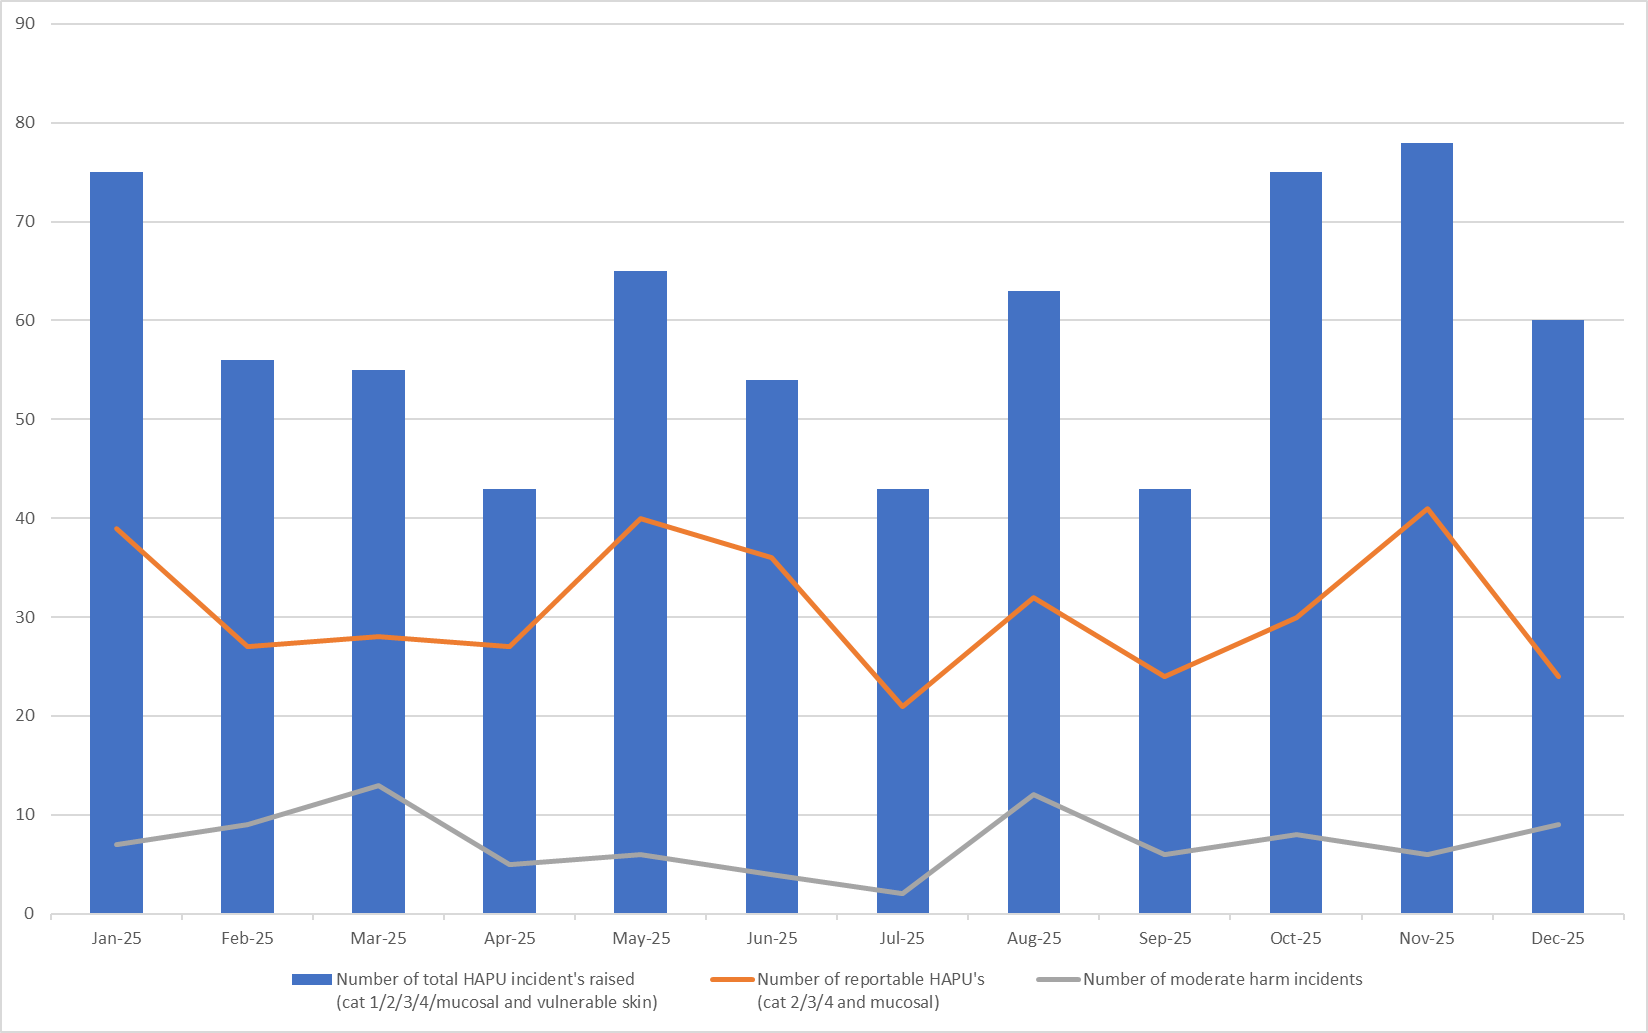 90
80
70
60
50
40
30
20
10
0
Jan-25 Feb-25 Mar-25 Apr-25 May-25 Jun-25 Jul-25 Aug-25 Sep-25 Oct-25 Nov-25 Dec-25
Number of total HAPU incident's raised
(cat 1/2/3/4/mucosal and vulnerable skin)
Number of reportable HAPU's
(cat 2/3/4 and mucosal)
Number of moderate harm incidents